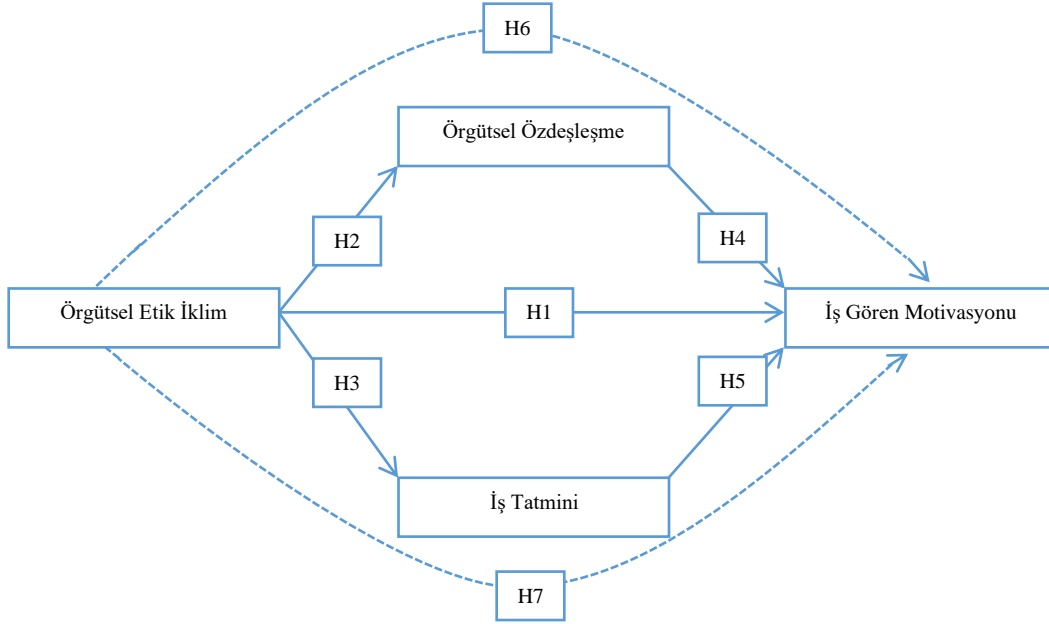 H6
Örgütsel Özdeşleşme
H2
H4
Örgütsel Etik İklim
H1
İş Gören Motivasyonu
H3
H5
İş Tatmini
H7